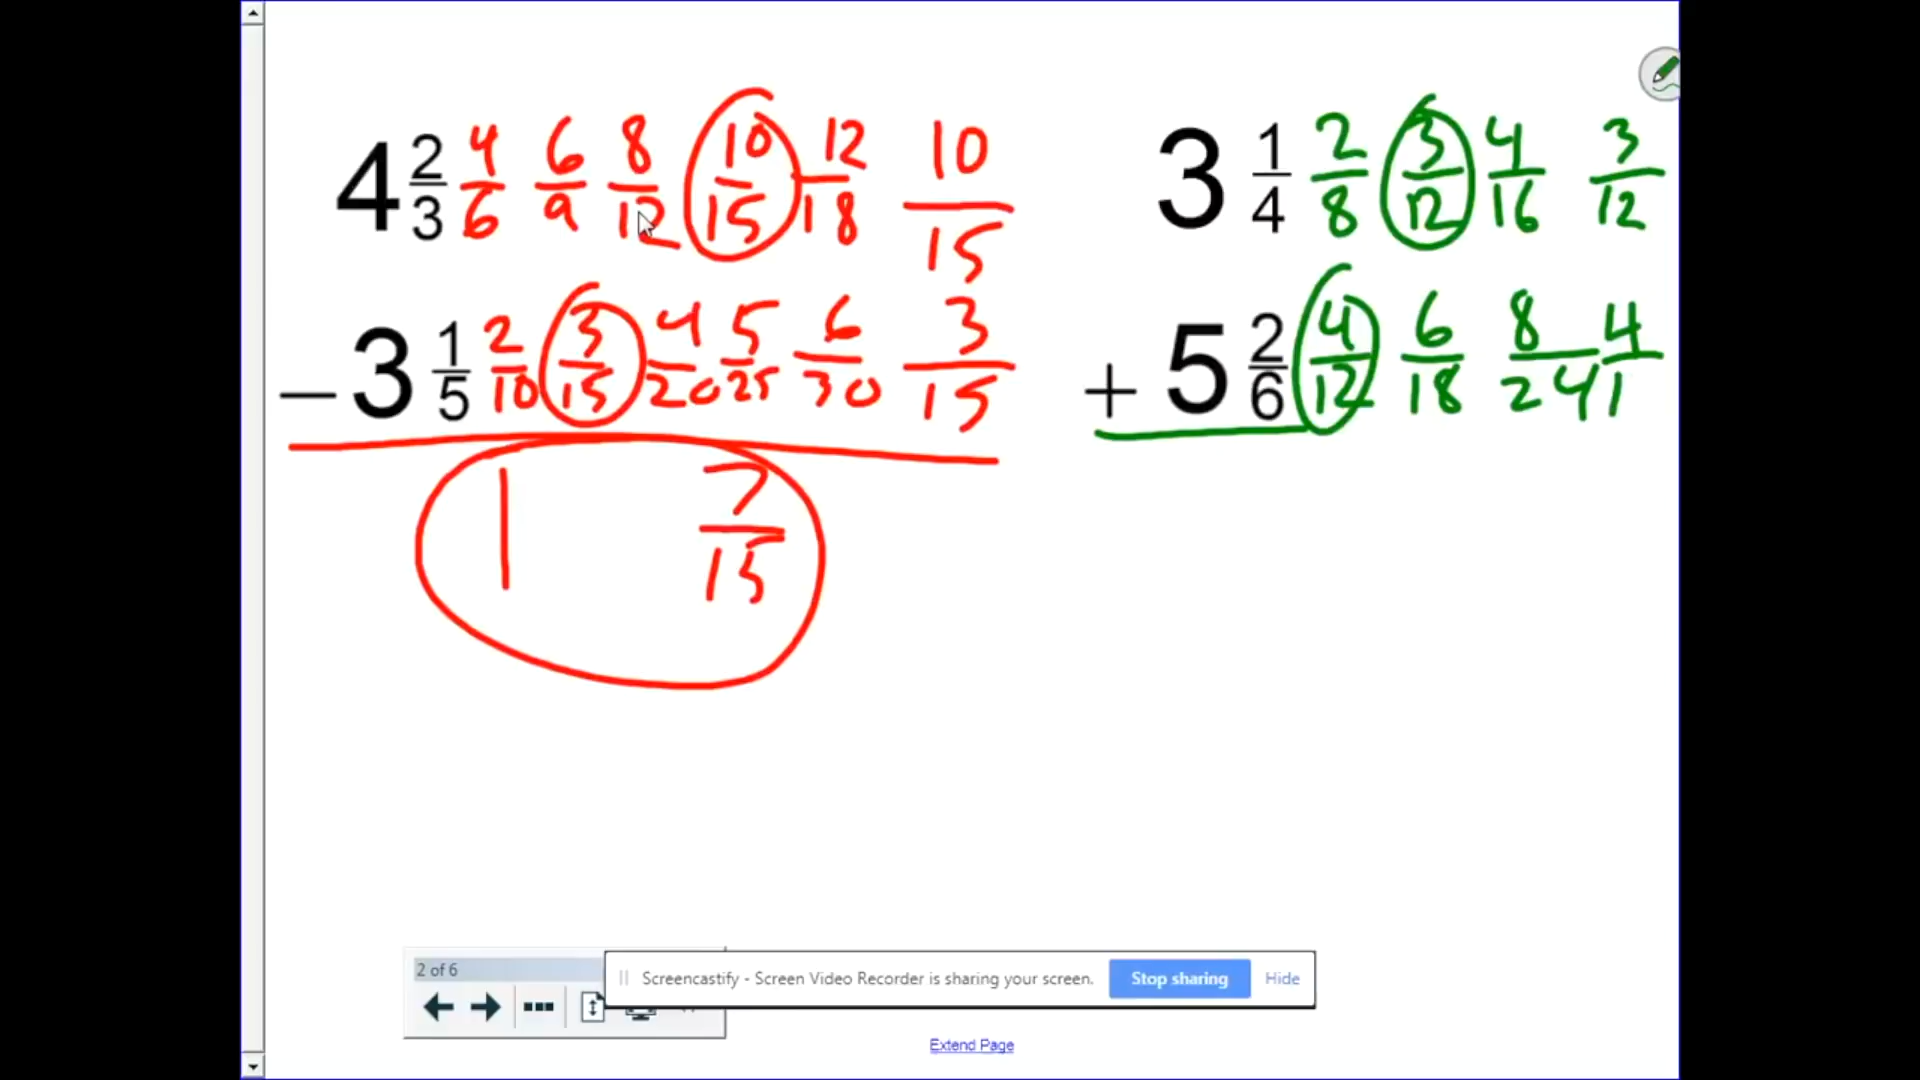 4 2/3 4/6 6/9 8/12 10/15 12/18 10/15
− 3 1/5 2/10 3/15 4/20 5/25 6/30 3/15
1 7/15
3 1/4 2/8 3/12 4/16 3/12
+ 5 2/6 4/12 6/18 8/24 4/1
2 of 6
Screencastify - Screen Video Recorder is sharing your screen.
Stop sharing
Hide
Extend Page